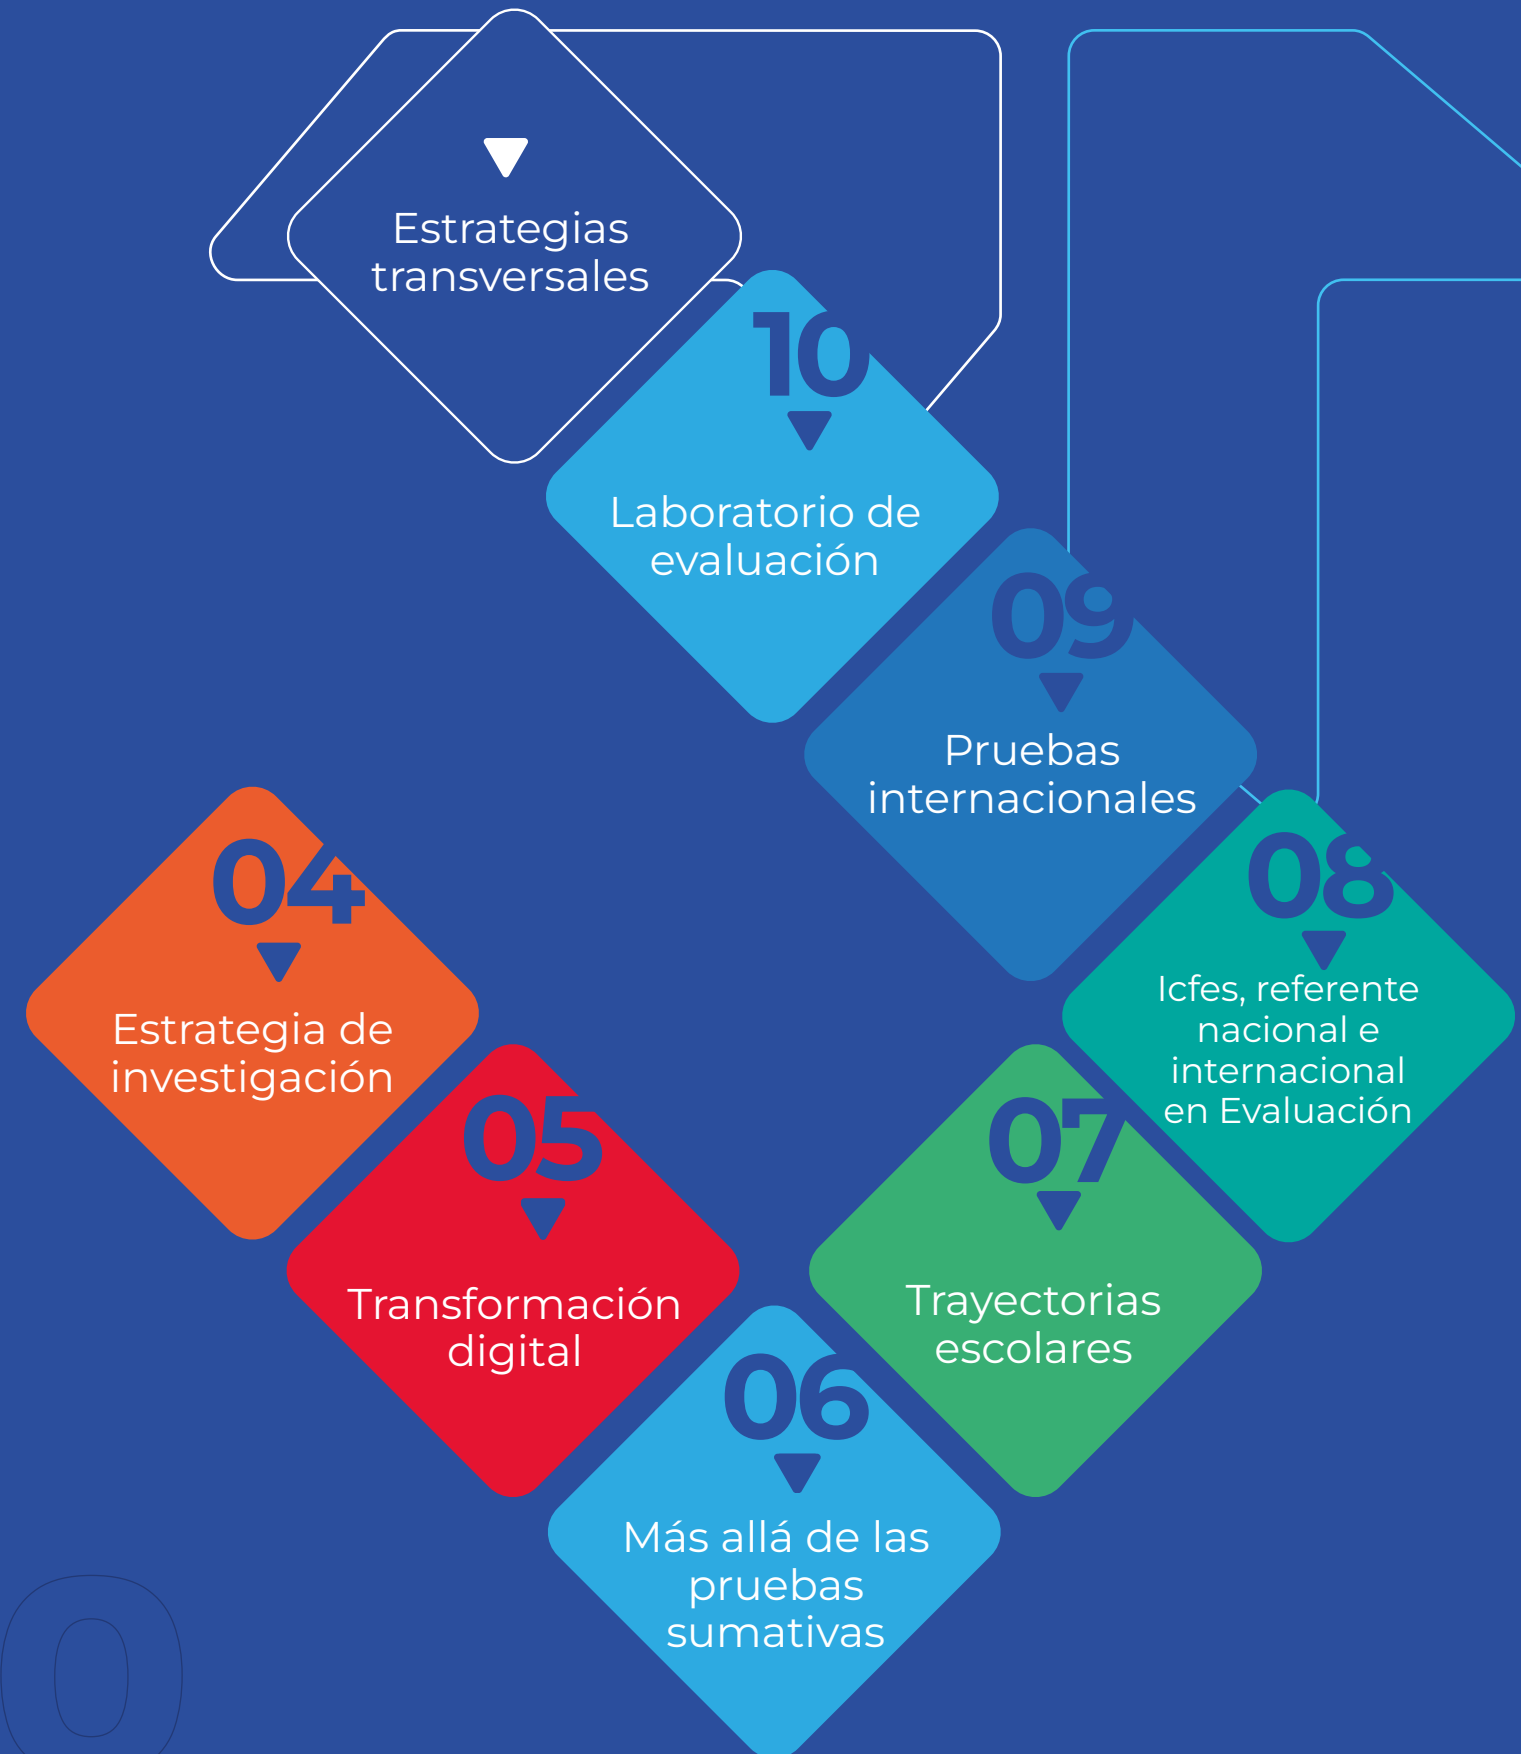 Estrategias
transversales
10
Laboratorio de
evaluación
09
Pruebas
internacionales
08
Icfes, referente
nacional e
internacional
en Evaluación
04
Estrategia de
investigación
05
Transformación
digital
07
Trayectorias
escolares
06
Más allá de las
pruebas
sumativas
0